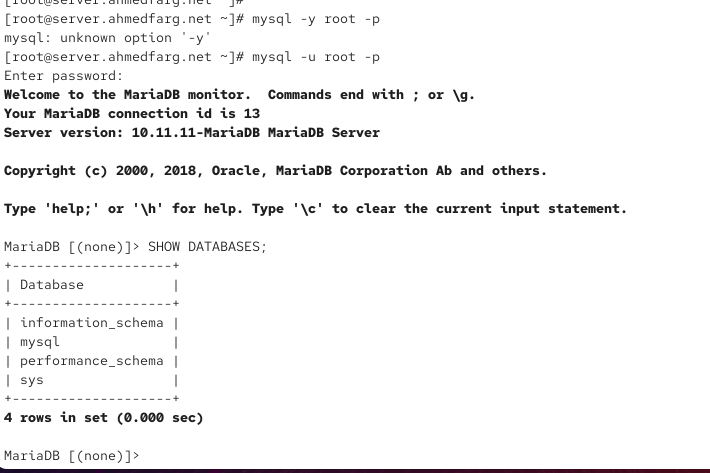 [root@server.ahmedfarg.net ~]#
[root@server.ahmedfarg.net ~]# mysql -y root -p
mysql: unknown option '-y'
[root@server.ahmedfarg.net ~]# mysql -u root -p
Enter password:
Welcome to the MariaDB monitor.  Commands end with ; or \g.
Your MariaDB connection id is 13
Server version: 10.11.11-MariaDB MariaDB Server

Copyright (c) 2000, 2018, Oracle, MariaDB Corporation Ab and others.

Type 'help;' or '\h' for help. Type '\c' to clear the current input statement.

MariaDB [(none)]> SHOW DATABASES;
+--------------------+
| Database           |
+--------------------+
| information_schema |
| mysql              |
| performance_schema |
| sys                |
+--------------------+
4 rows in set (0.000 sec)

MariaDB [(none)]>